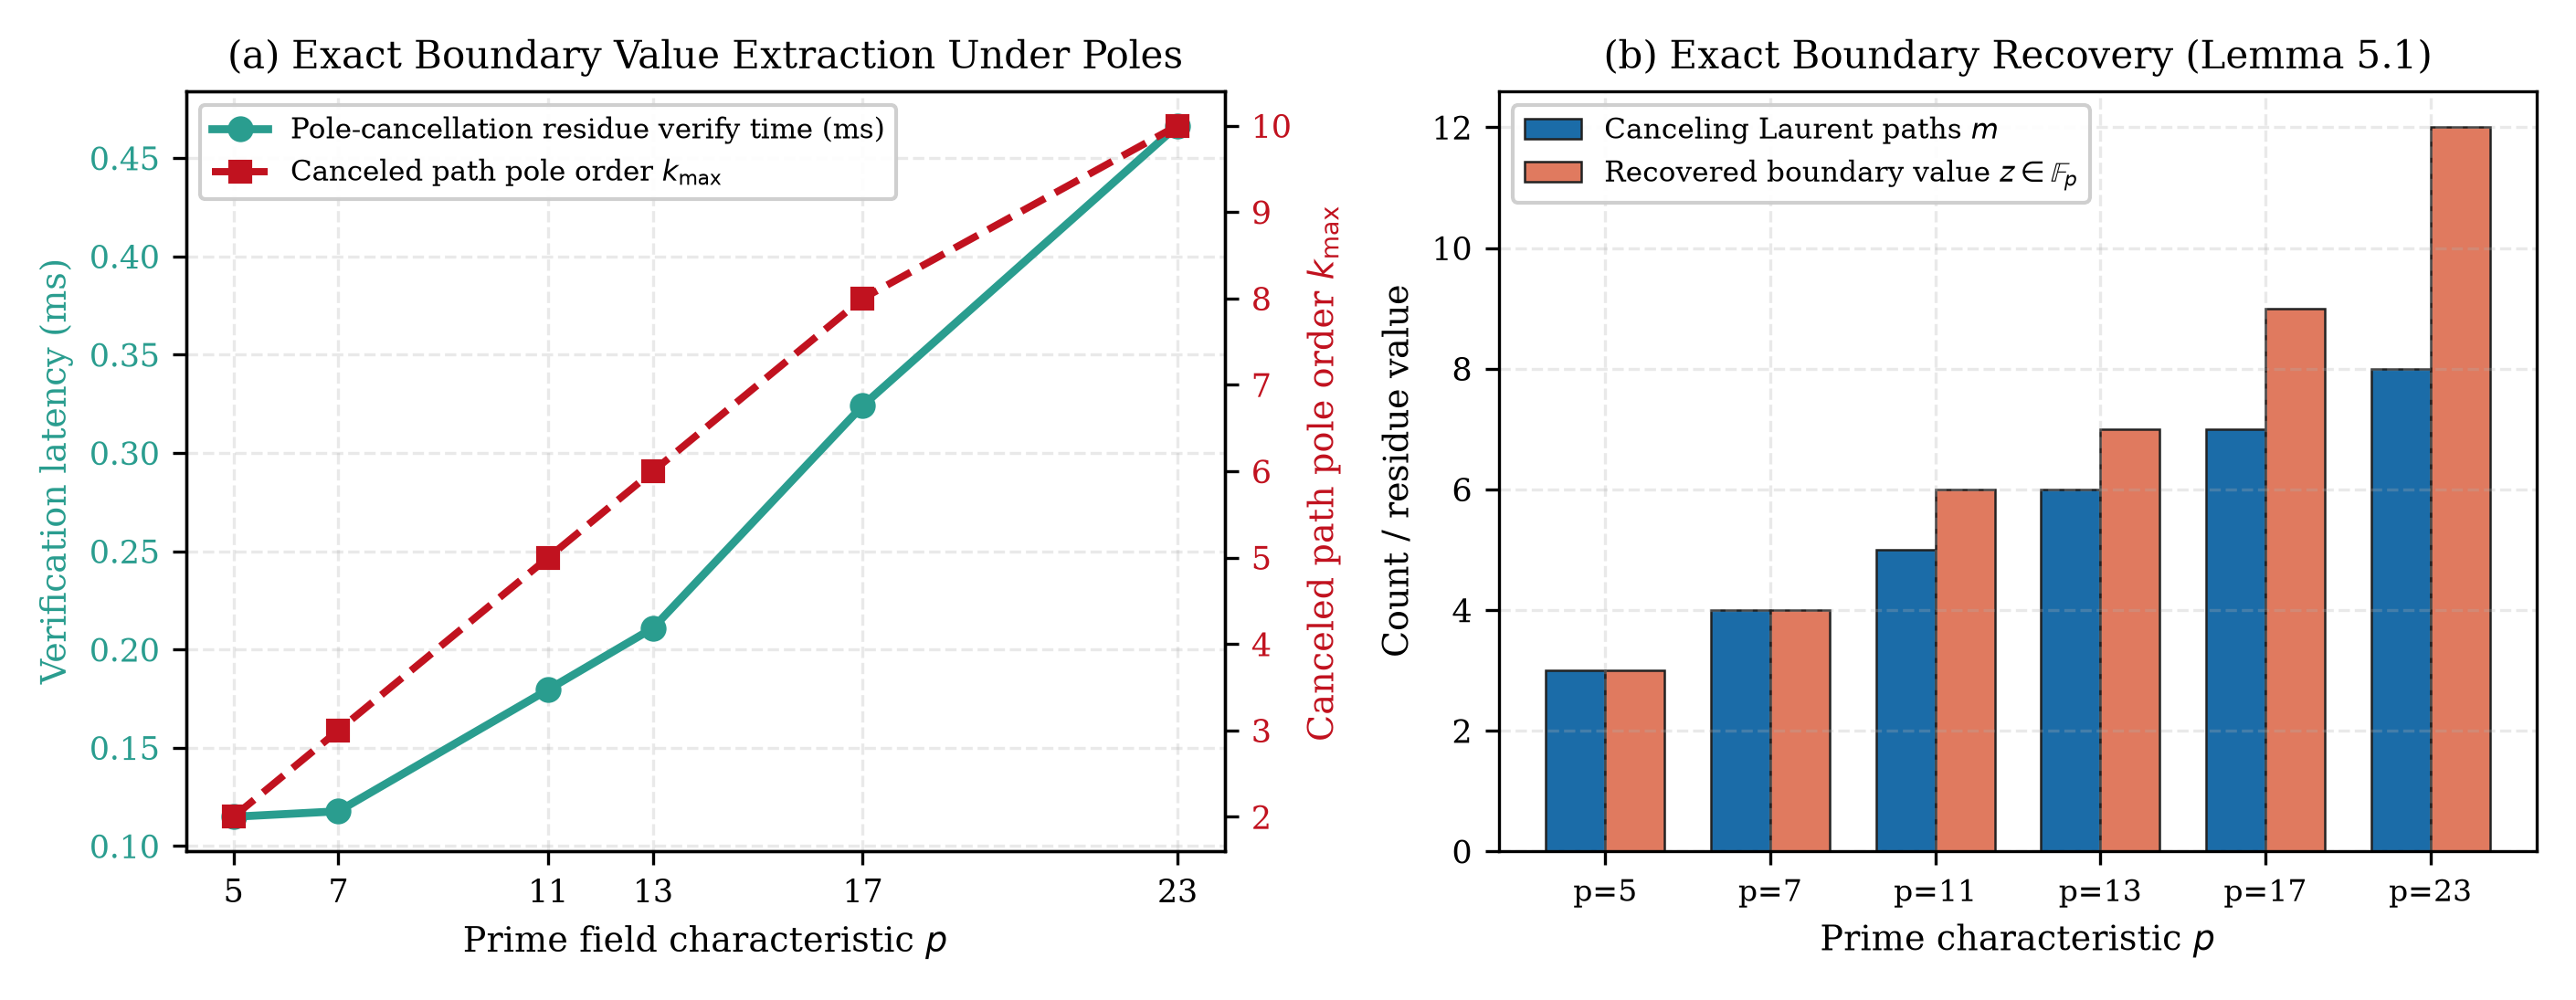 (a) Exact Boundary Value Extraction Under Poles
Pole-cancellation residue verify time (ms)
Canceled path pole order k_max
Verification latency (ms)
0.45
0.40
0.35
0.30
0.25
0.20
0.15
0.10
10
9
8
7
6
5
4
3
2
Canceled path pole order k_max
5 7 11 13 17 23
Prime field characteristic p
(b) Exact Boundary Recovery (Lemma 5.1)
Canceling Laurent paths m
Recovered boundary value z ∈ 𝔽_p
Count / residue value
12
10
8
6
4
2
0
p=5 p=7 p=11 p=13 p=17 p=23
Prime characteristic p